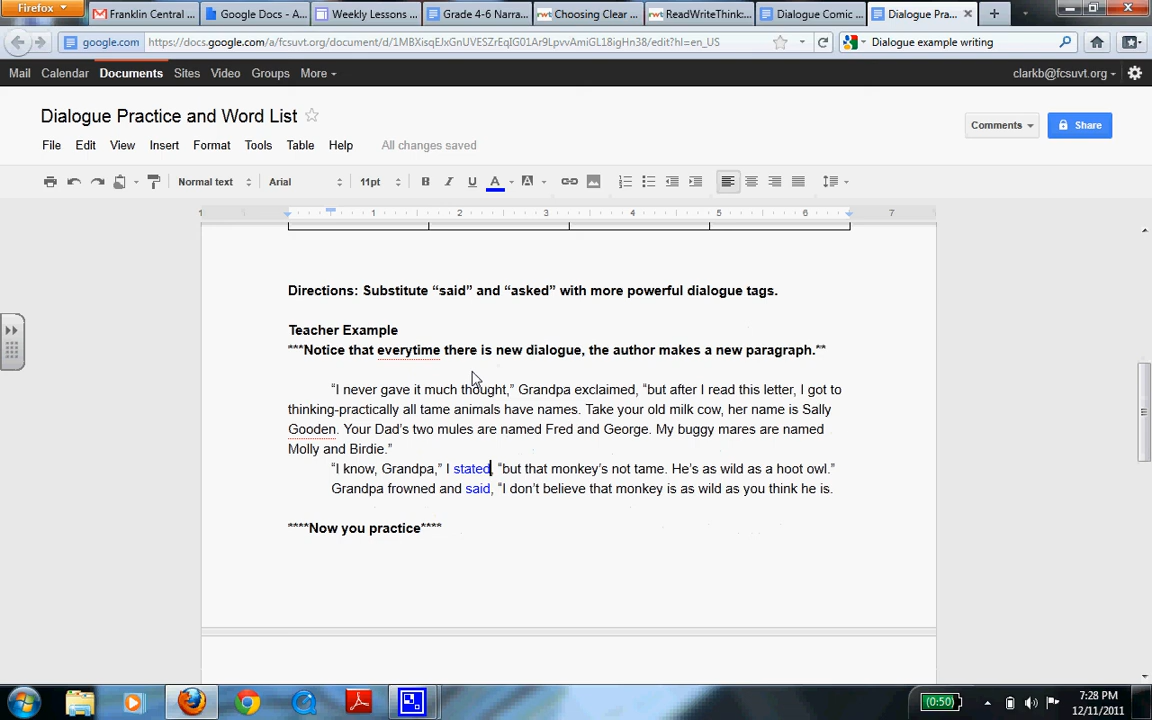 Firefox
Franklin Central ...
Google Docs - A...
Weekly Lessons ...
Grade 4-6 Narra...
Choosing Clear ...
ReadWriteThink:...
Dialogue Comic ...
Dialogue Pra...
google.com
https://docs.google.com/a/fcsuvt.org/document/d/1MBXisqEJxGnUVESZrEqIG01Ar9LpvvAmiGL18igHn38/edit?hl=en_US
Dialogue example writing
Mail Calendar Documents Sites Video Groups More
clarkb@fcsuvt.org
Dialogue Practice and Word List
Comments
Share
File Edit View Insert Format Tools Table Help All changes saved
Normal text Arial 11pt B I U A A
1 1 2 3 4 5 6 7
Directions: Substitute “said” and “asked” with more powerful dialogue tags.
Teacher Example
***Notice that everytime there is new dialogue, the author makes a new paragraph.**
“I never gave it much thought,” Grandpa exclaimed, “but after I read this letter, I got to
thinking-practically all tame animals have names. Take your old milk cow, her name is Sally
Gooden. Your Dad’s two mules are named Fred and George. My buggy mares are named
Molly and Birdie.”
“I know, Grandpa,” I stated, “but that monkey’s not tame. He’s as wild as a hoot owl.”
Grandpa frowned and said, “I don’t believe that monkey is as wild as you think he is.
****Now you practice****
(0:50)
7:28 PM
12/11/2011